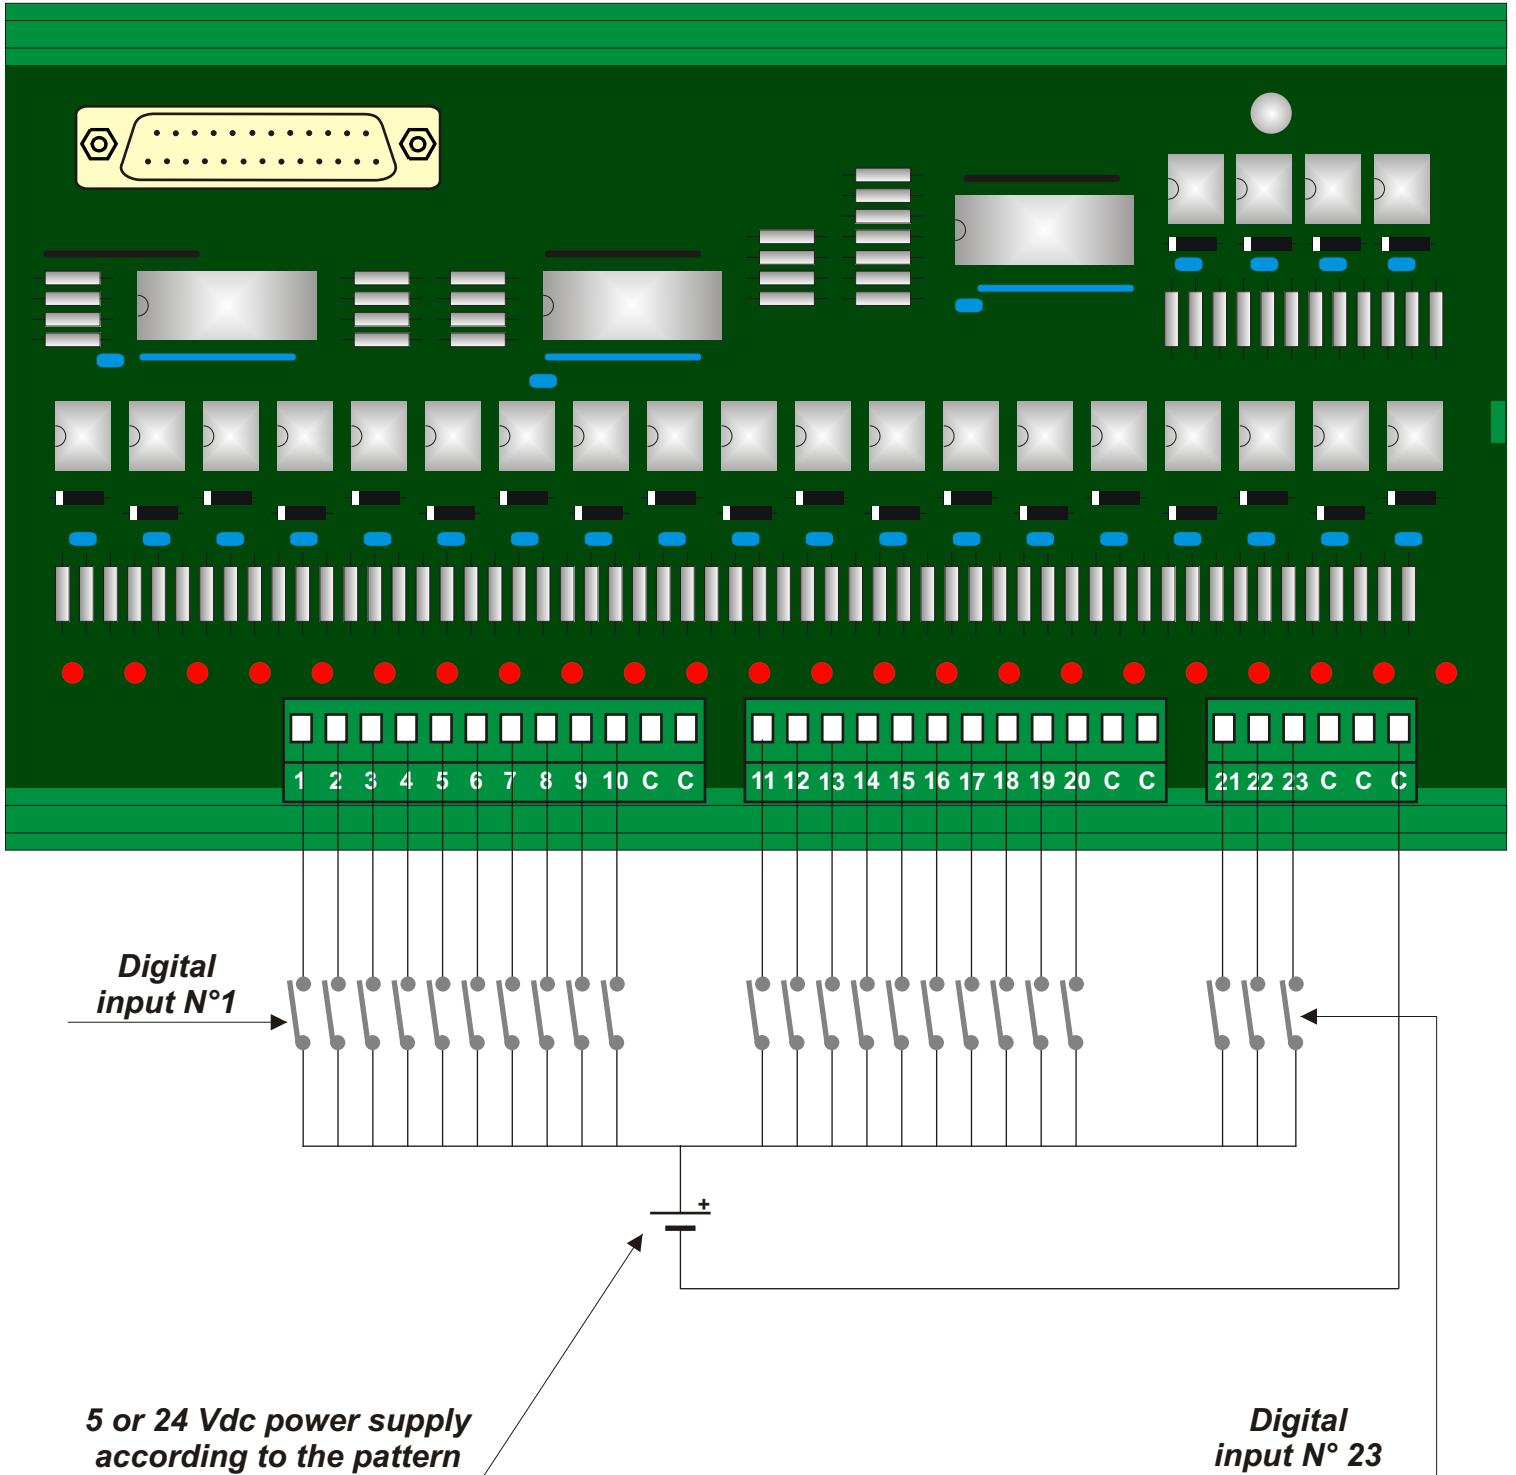 1 2 3 4 5 6 7 8 9 10 C C 11 12 13 14 15 16 17 18 19 20 C C 21 22 23 C C C
Digital
input N°1
+
5 or 24 Vdc power supply
according to the pattern
Digital
input N° 23